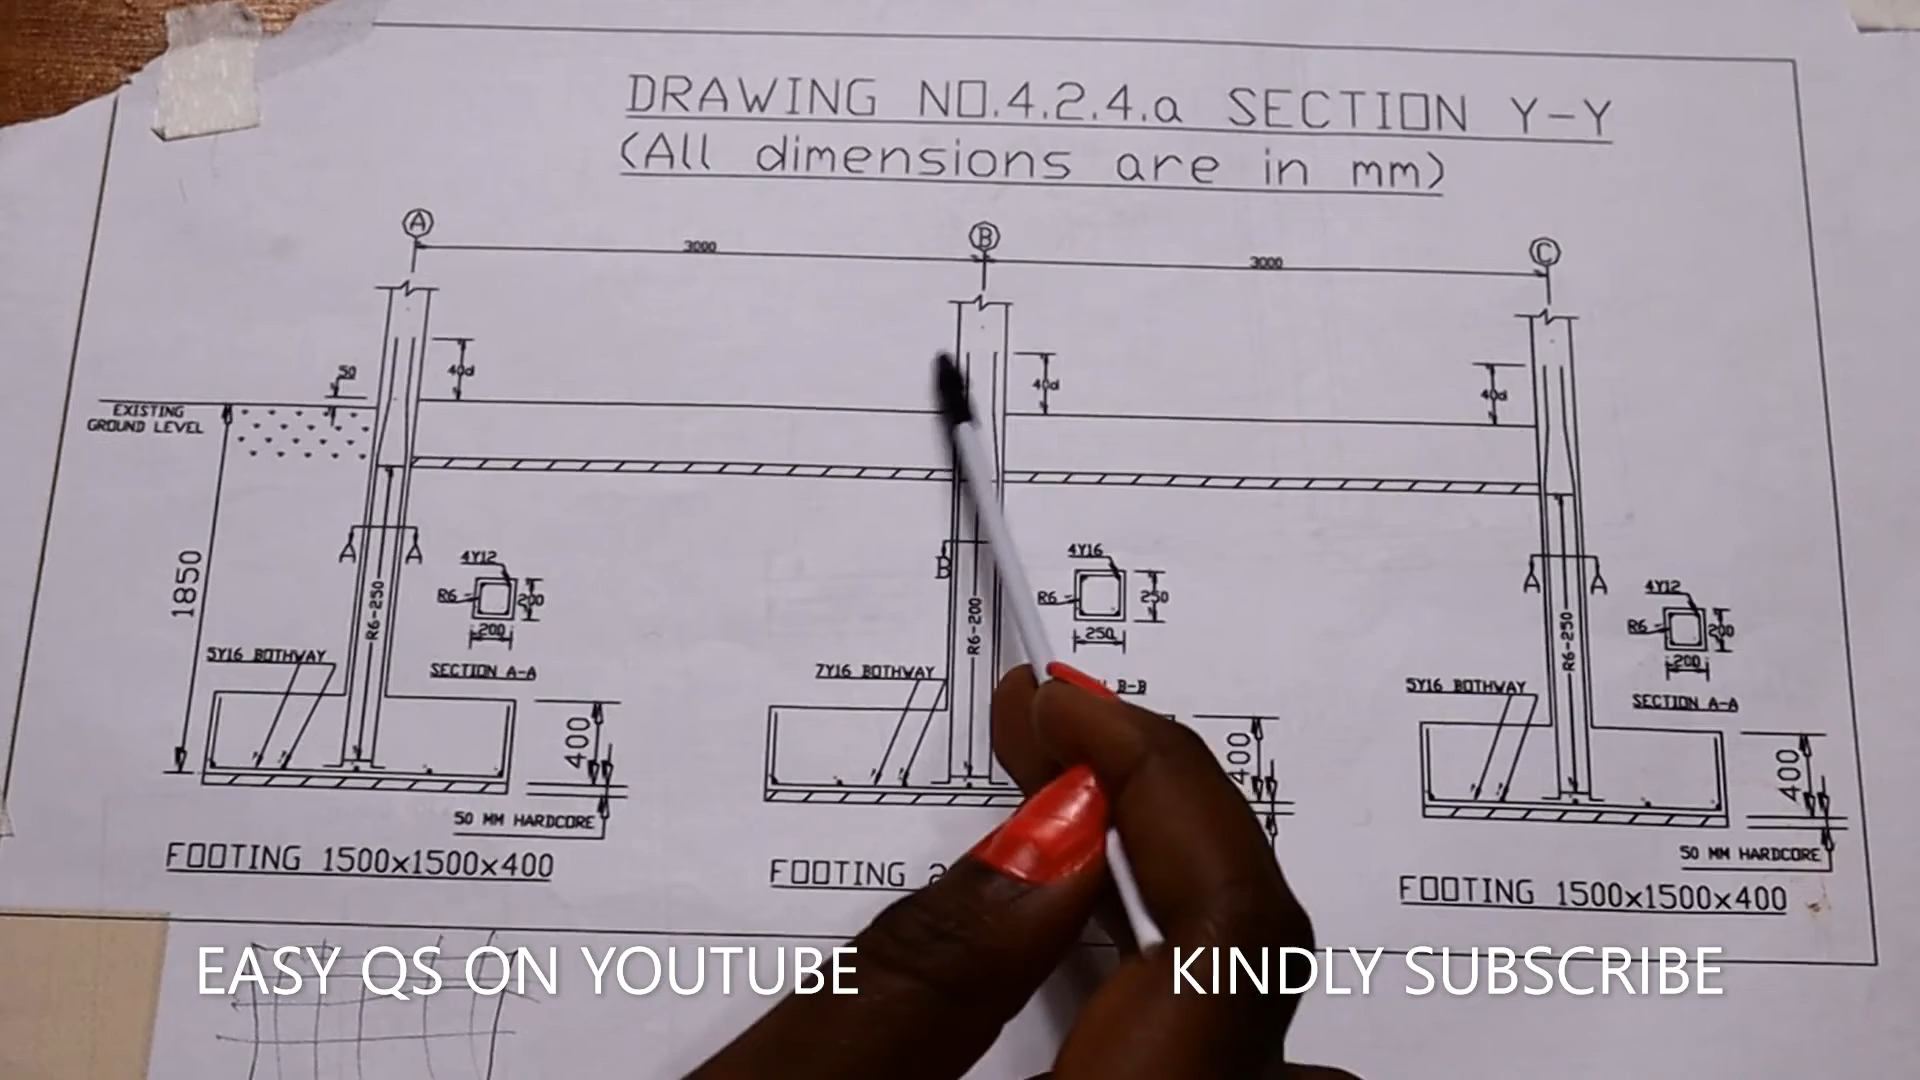 DRAWING NO.4.2.4.a SECTION Y-Y
(All dimensions are in mm)
A
B
C
3000
3000
50
40d
40d
40d
EXISTING
GROUND LEVEL
1850
A A
B
A A
4Y12
R6
200
200
SECTION A-A
R6-250
4Y16
R6
250
250
B-B
R6-200
4Y12
R6
200
200
SECTION A-A
R6-250
5Y16 BOTHWAY
7Y16 BOTHWAY
5Y16 BOTHWAY
400
400
400
50 MM HARDCORE
50 MM HARDCORE
FOOTING 1500x1500x400
FOOTING
FOOTING 1500x1500x400
EASY QS ON YOUTUBE
KINDLY SUBSCRIBE